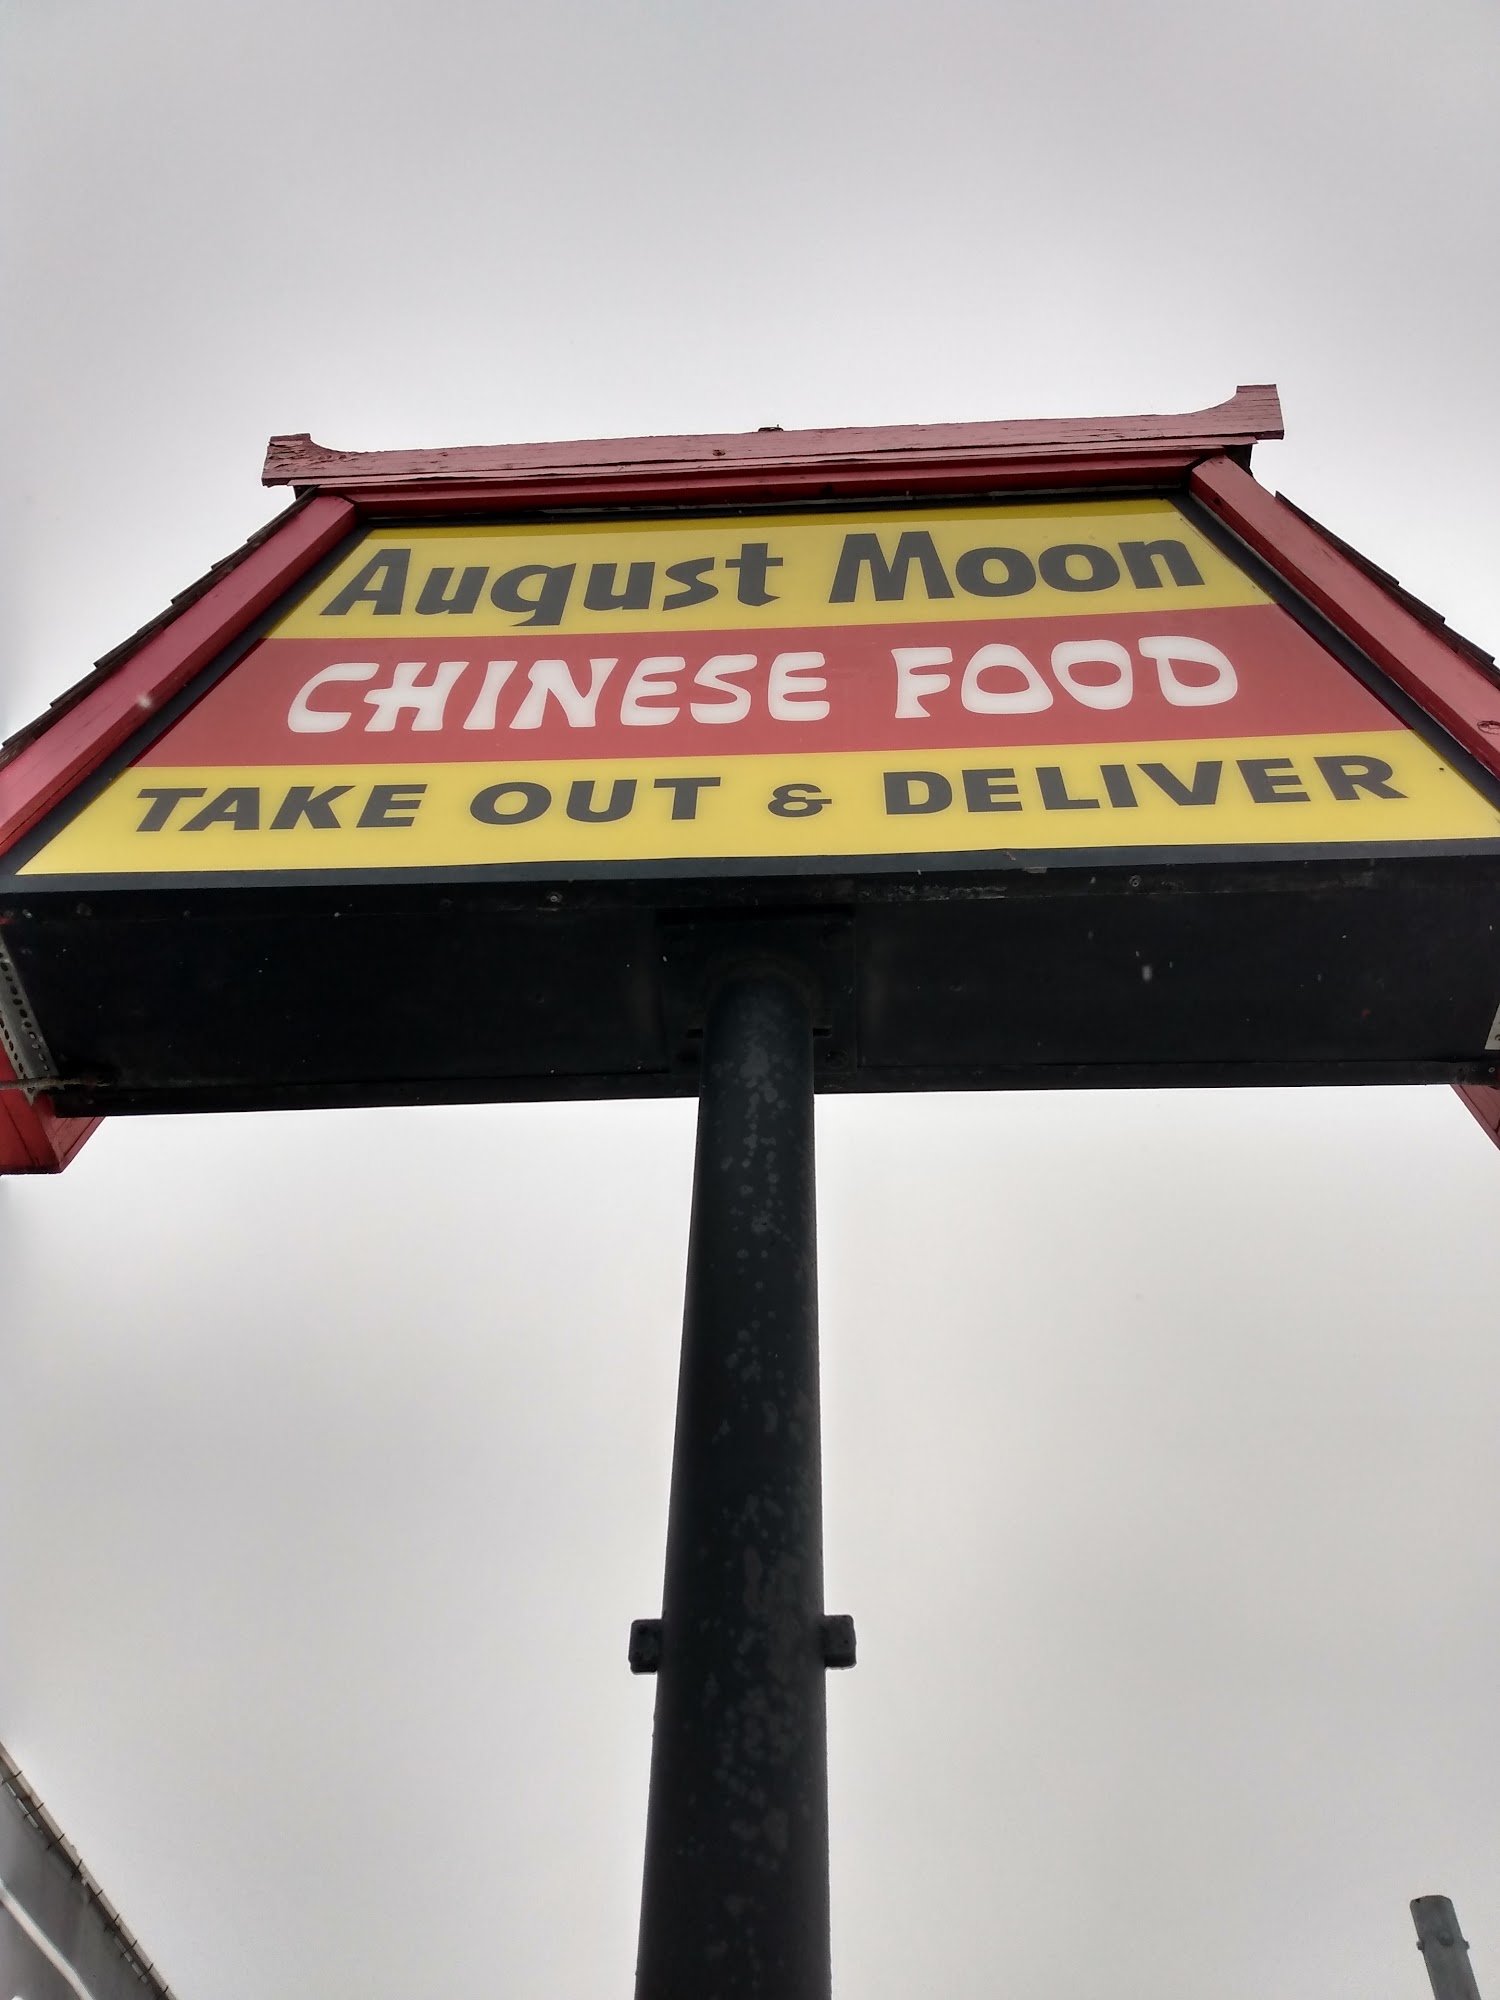 August Moon
CHINESE FOOD
TAKE OUT & DELIVER